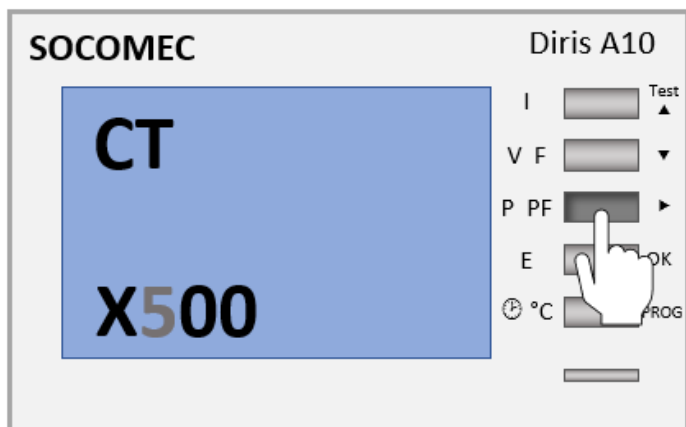 SOCOMEC Diris A10
CT
X500
I Test ▲
V F ▼
P PF ►
E OK
°C PROG